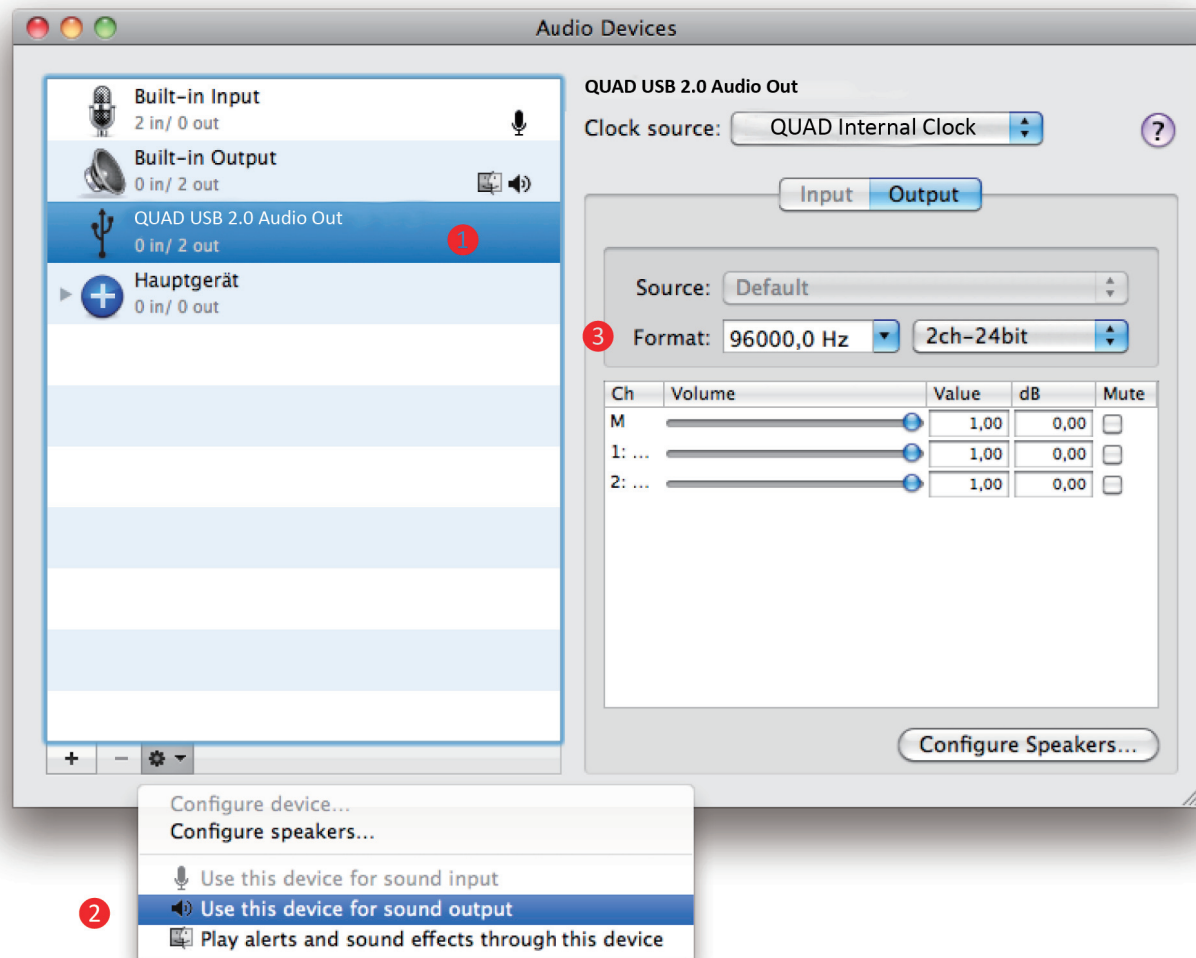 Audio Devices
Built-in Input
2 in/ 0 out
Built-in Output
0 in/ 2 out
QUAD USB 2.0 Audio Out
0 in/ 2 out
1
Hauptgerät
0 in/ 0 out
QUAD USB 2.0 Audio Out
Clock source: QUAD Internal Clock
?
Input Output
Source: Default
3 Format: 96000,0 Hz 2ch-24bit
Ch Volume Value dB Mute
M 1,00 0,00
1: ... 1,00 0,00
2: ... 1,00 0,00
Configure Speakers...
Configure device...
Configure speakers...
Use this device for sound input
2 Use this device for sound output
Play alerts and sound effects through this device